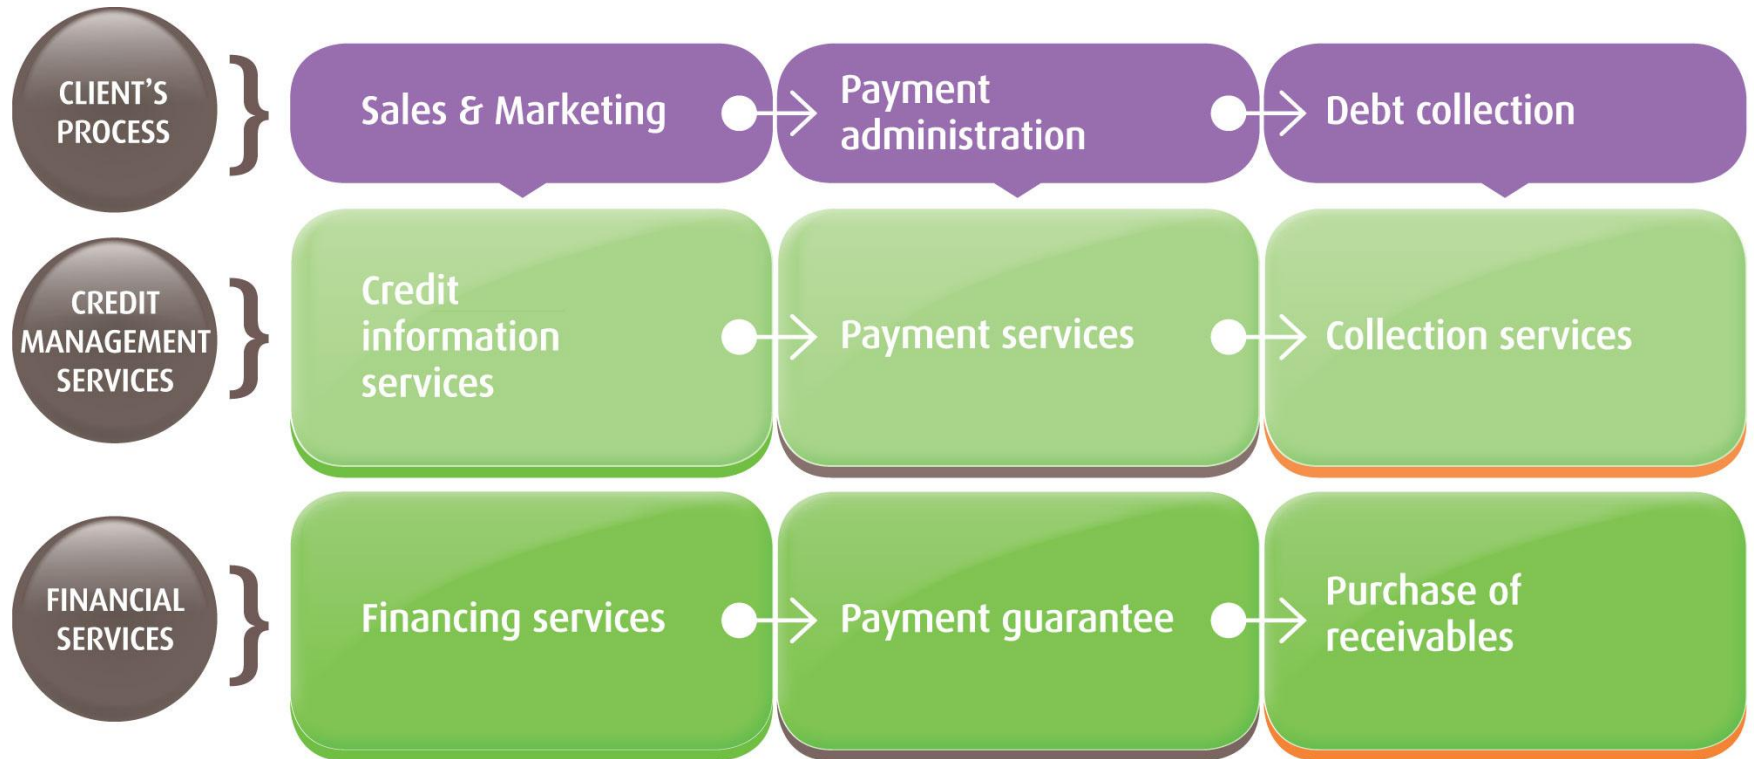 CLIENT'S
PROCESS
Sales & Marketing
Payment
administration
Debt collection
CREDIT
MANAGEMENT
SERVICES
Credit
information
services
Payment services
Collection services
FINANCIAL
SERVICES
Financing services
Payment guarantee
Purchase of
receivables